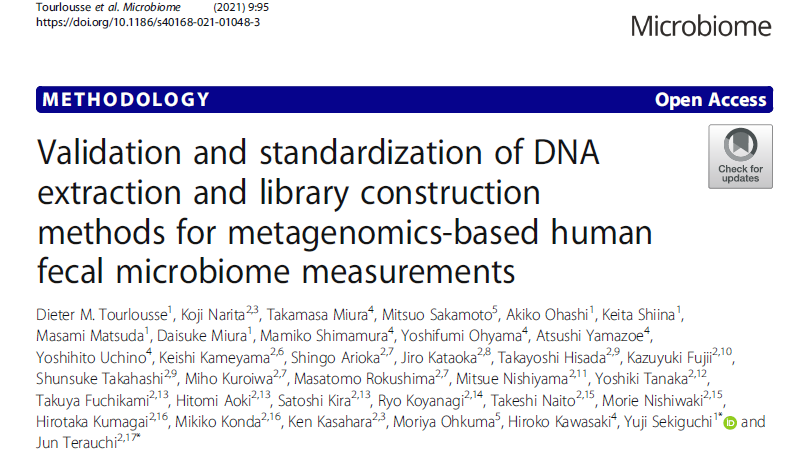 Tourlousse et al. Microbiome (2021) 9:95
https://doi.org/10.1186/s40168-021-01048-3
Microbiome
METHODOLOGY Open Access
Validation and standardization of DNA
extraction and library construction
methods for metagenomics-based human
fecal microbiome measurements
Check for
updates
Dieter M. Tourlousse1, Koji Narita2,3, Takamasa Miura4, Mitsuo Sakamoto5, Akiko Ohashi1, Keita Shiina1,
Masami Matsuda1, Daisuke Miura1, Mamiko Shimamura4, Yoshifumi Ohyama4, Atsushi Yamazoe4,
Yoshihito Uchino4, Keishi Kameyama2,6, Shingo Arioka2,7, Jiro Kataoka2,8, Takayoshi Hisada2,9, Kazuyuki Fujii2,10,
Shunsuke Takahashi2,9, Miho Kuroiwa2,7, Masatomo Rokushima2,7, Mitsue Nishiyama2,11, Yoshiki Tanaka2,12,
Takuya Fuchikami2,13, Hitomi Aoki2,13, Satoshi Kira2,13, Ryo Koyanagi2,14, Takeshi Naito2,15, Morie Nishiwaki2,15,
Hirotaka Kumagai2,16, Mikiko Konda2,16, Ken Kasahara2,3, Moriya Ohkuma5, Hiroko Kawasaki4, Yuji Sekiguchi1* iD and
Jun Terauchi2,17*